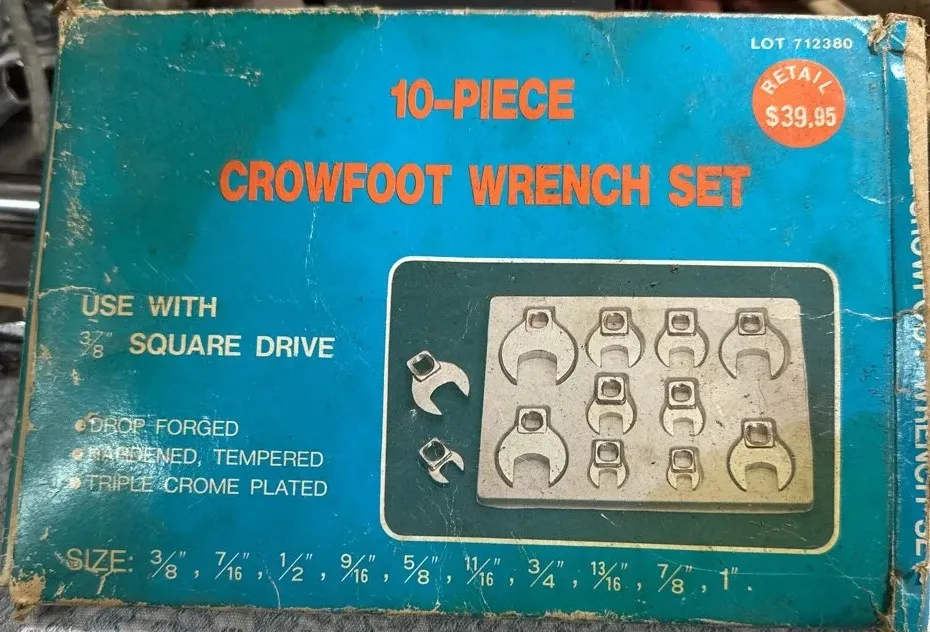 LOT 712380
RETAIL
$39.95
10-PIECE
CROWFOOT WRENCH SET
USE WITH
3/8" SQUARE DRIVE
• DROP FORGED
• HARDENED, TEMPERED
• TRIPLE CROME PLATED
SIZE: 3/8", 7/16", 1/2", 9/16", 5/8", 11/16", 3/4", 13/16", 7/8", 1".
WRENCH SET